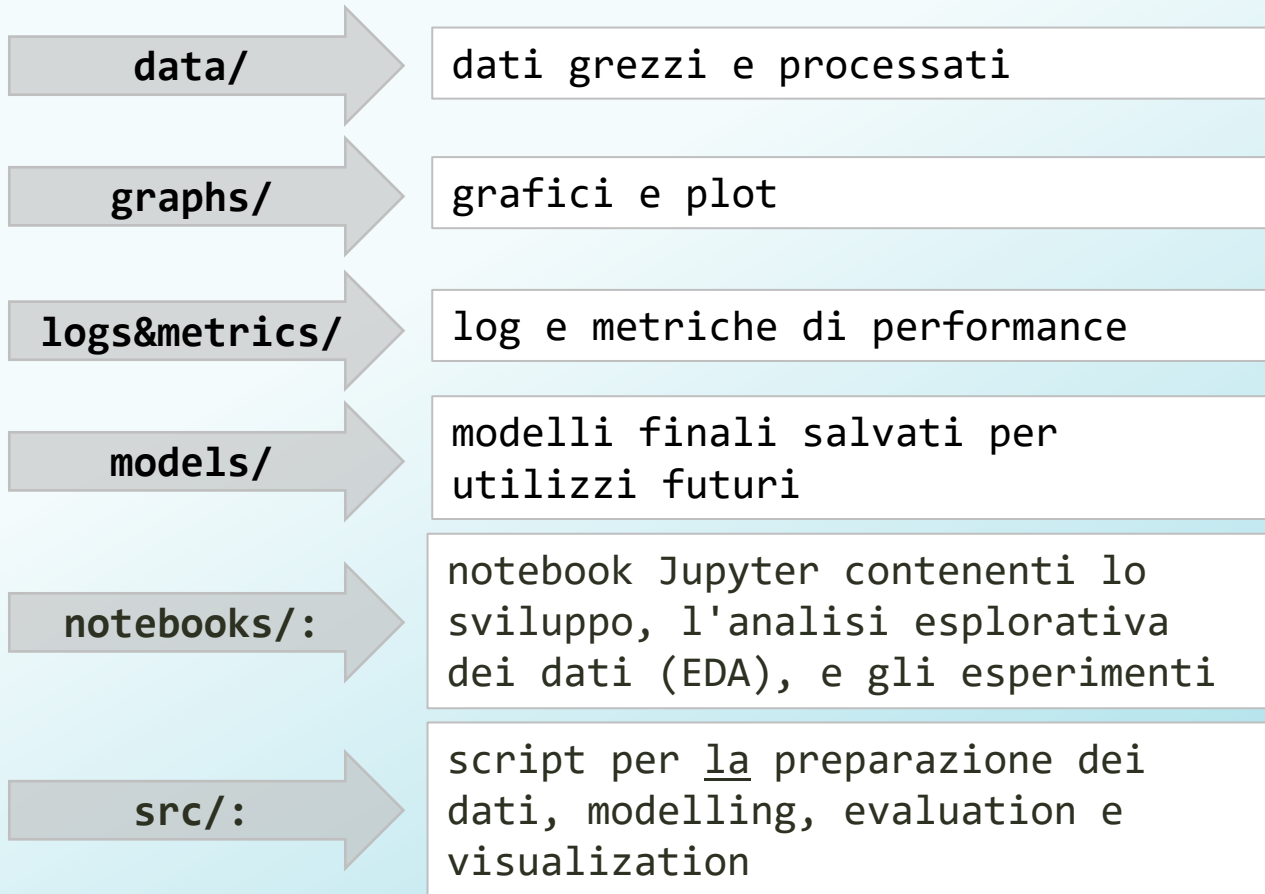 data/
dati grezzi e processati
graphs/
grafici e plot
logs&metrics/
log e metriche di performance
models/
modelli finali salvati per
utilizzi futuri
notebooks/:
notebook Jupyter contenenti lo
sviluppo, l'analisi esplorativa
dei dati (EDA), e gli esperimenti
src/:
script per la preparazione dei
dati, modelling, evaluation e
visualization